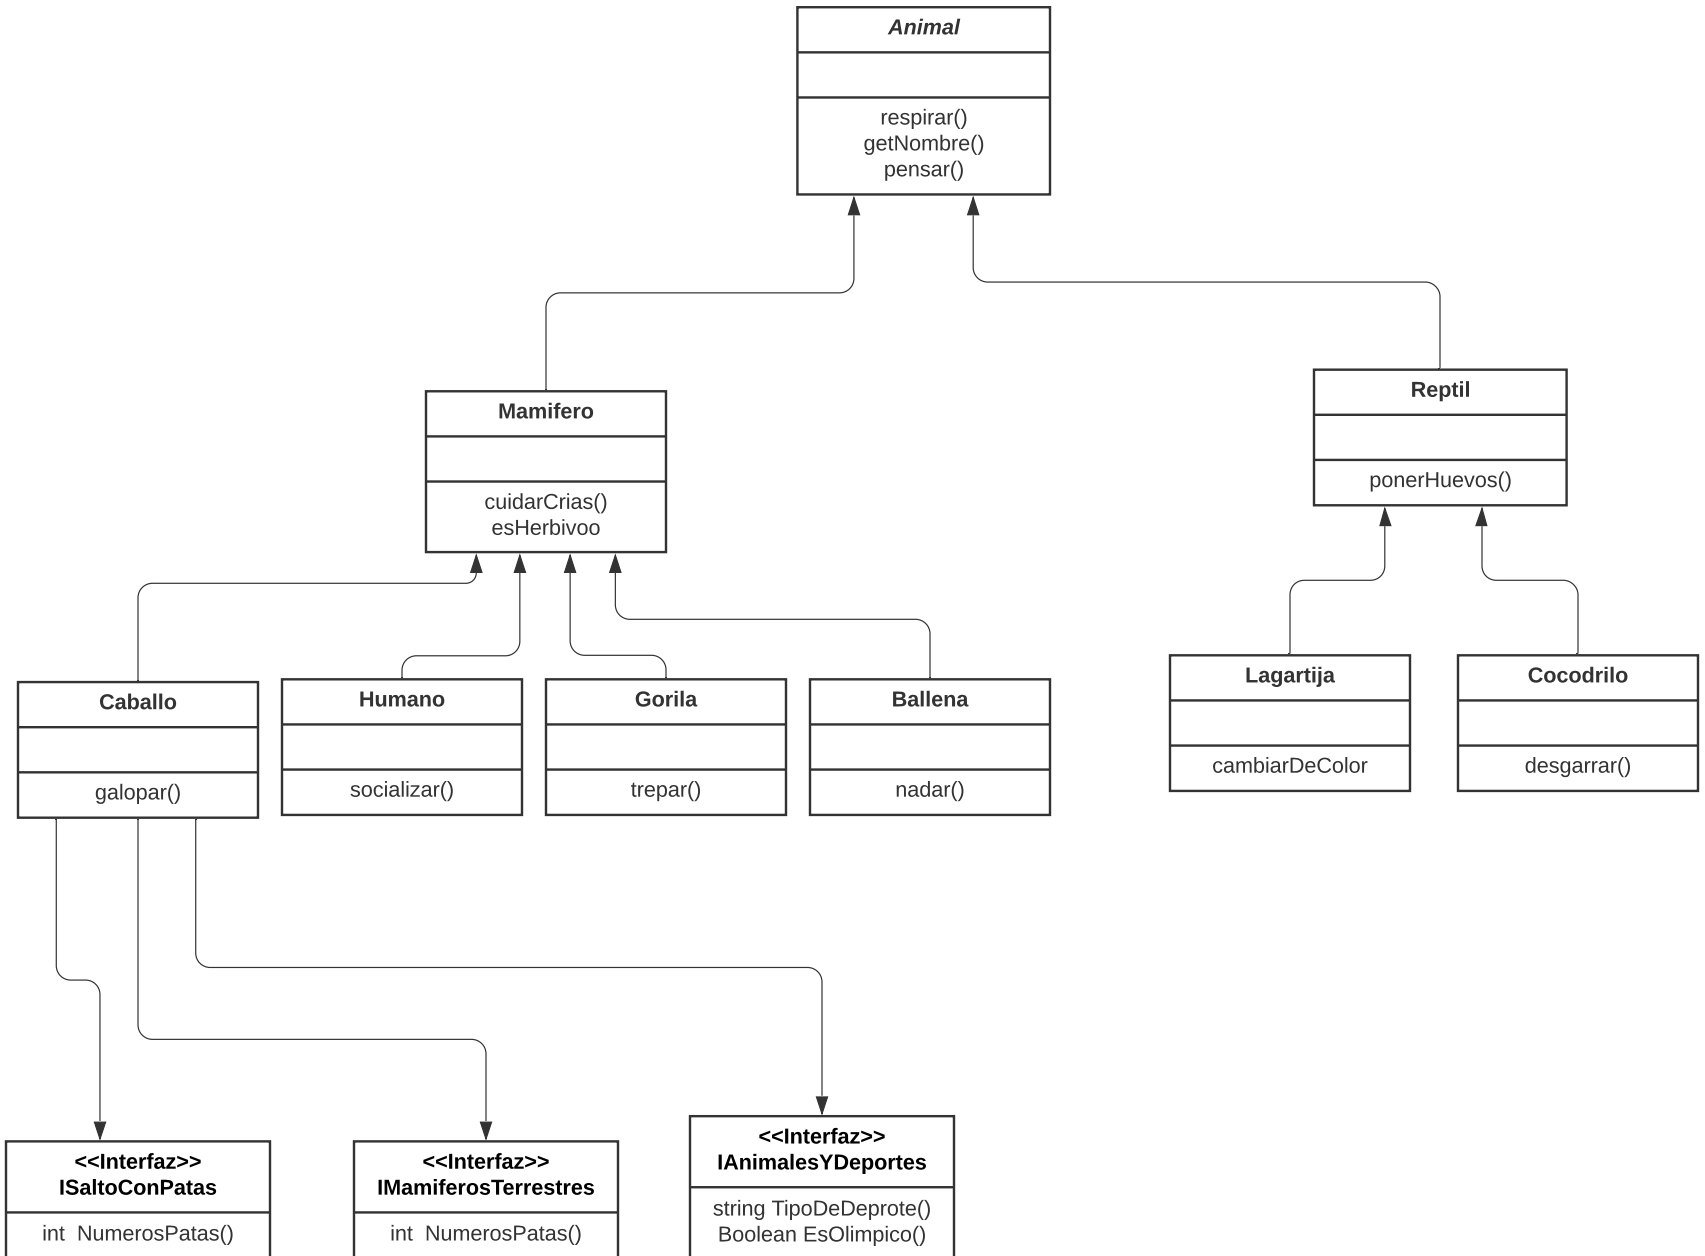 Animal
respirar()
getNombre()
pensar()
Mamifero
cuidarCrias()
esHerbivoo
Reptil
ponerHuevos()
Caballo
galopar()
Humano
socializar()
Gorila
trepar()
Ballena
nadar()
Lagartija
cambiarDeColor
Cocodrilo
desgarrar()
<<Interfaz>>
ISaltoConPatas
int  NumerosPatas()
<<Interfaz>>
IMamiferosTerrestres
int  NumerosPatas()
<<Interfaz>>
IAnimalesYDeportes
string TipoDeDeprote()
Boolean EsOlimpico()